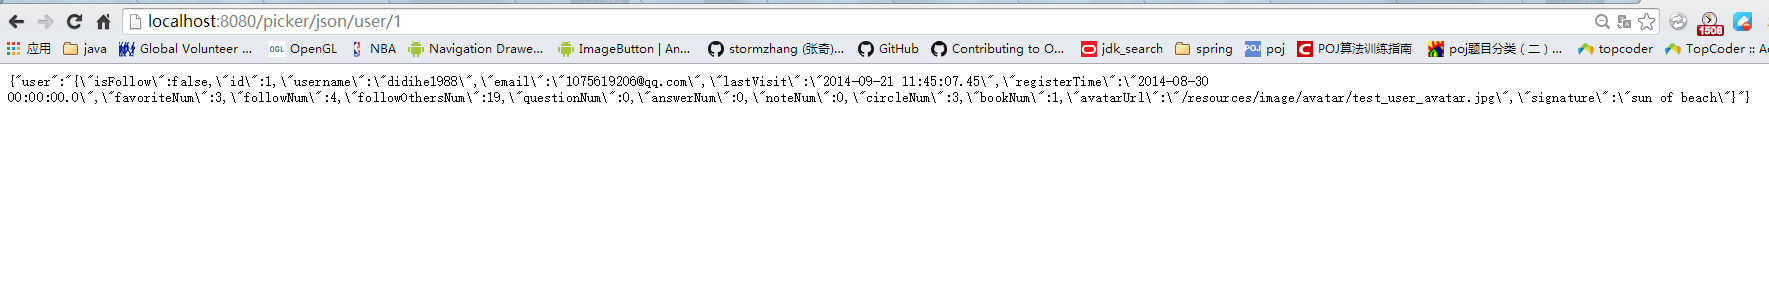 localhost:8080/picker/json/user/1
1508
应用 java Global Volunteer ... OGL OpenGL NBA Navigation Drawe... ImageButton | An... stormzhang (张奇)... GitHub Contributing to O... jdk_search spring POJ poj POJ算法训练指南 poj题目分类（二）... topcoder TopCoder :: Ac
{"user":"{\"isFollow\":false,\"id\":1,\"username\":\"didihe1988\",\"email\":\"1075619206@qq.com\",\"lastVisit\":\"2014-09-21 11:45:07.45\",\"registerTime\":\"2014-08-30
00:00:00.0\",\"favoriteNum\":3,\"followNum\":4,\"followOthersNum\":19,\"questionNum\":0,\"answerNum\":0,\"noteNum\":0,\"circleNum\":3,\"bookNum\":1,\"avatarUrl\":\"/resources/image/avatar/test_user_avatar.jpg\",\"signature\":\"sun of beach\"}"}